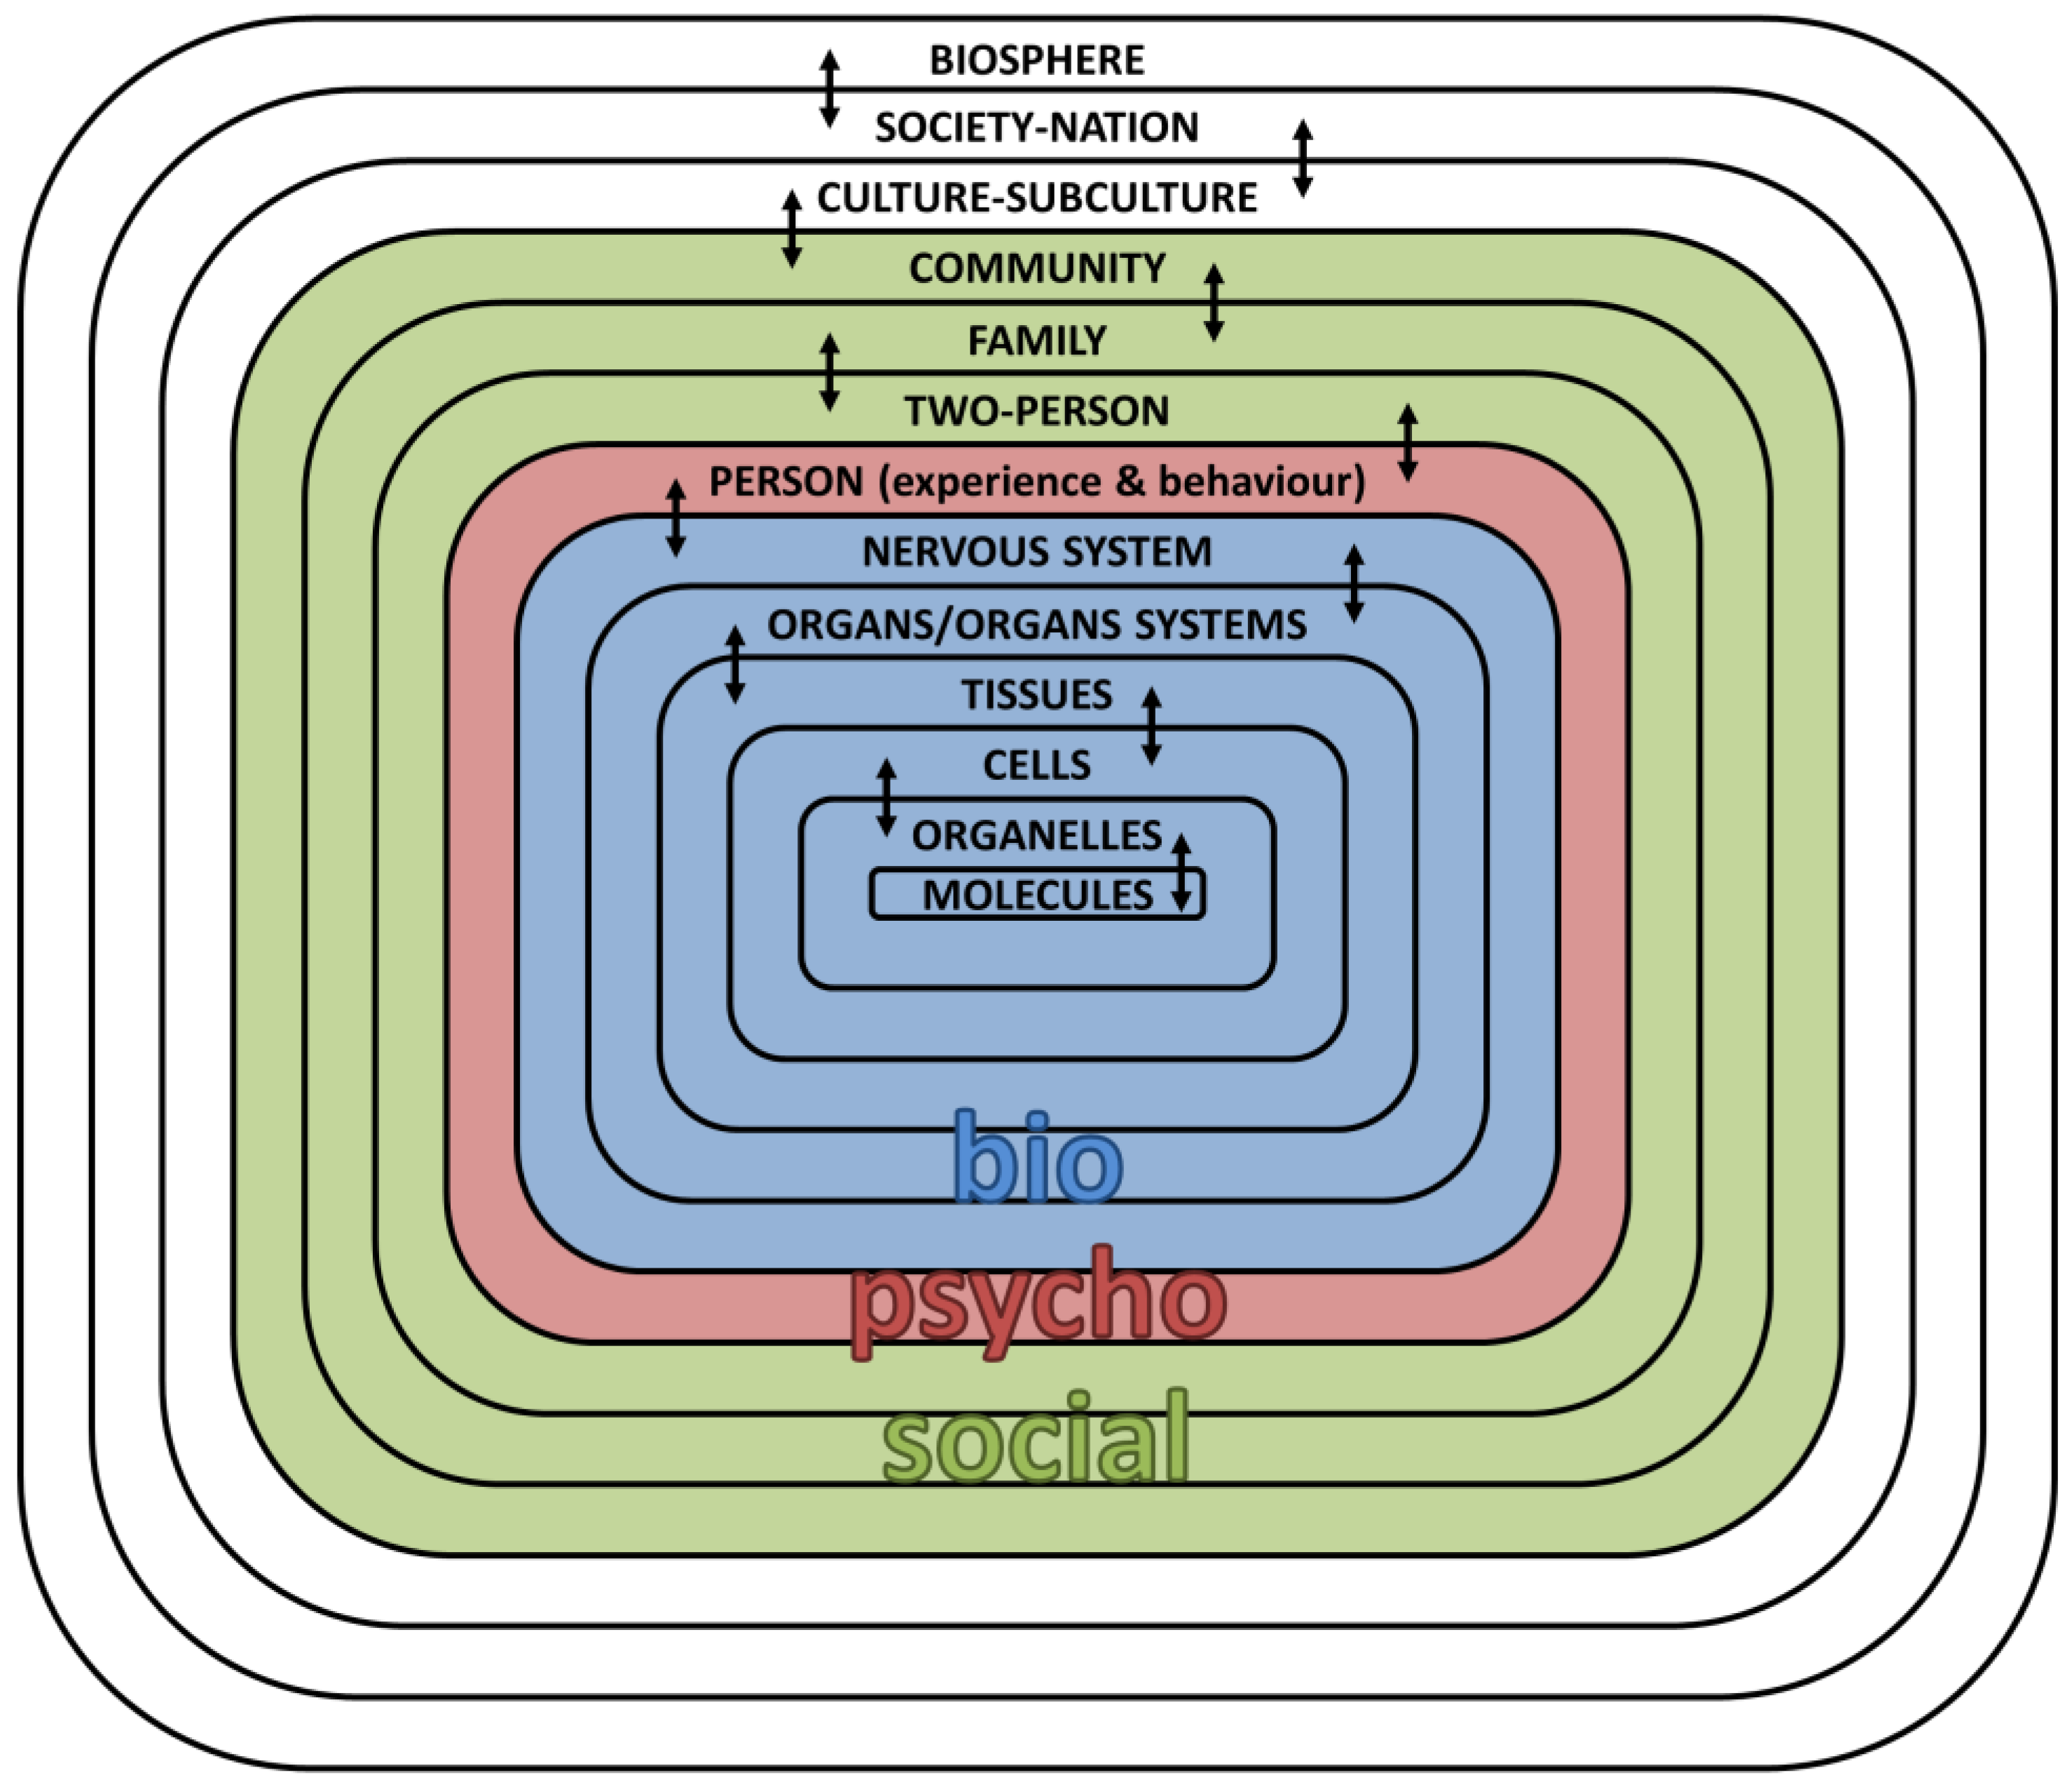 BIOSPHERE
SOCIETY-NATION
CULTURE-SUBCULTURE
COMMUNITY
FAMILY
TWO-PERSON
PERSON (experience & behaviour)
NERVOUS SYSTEM
ORGANS/ORGANS SYSTEMS
TISSUES
CELLS
ORGANELLES
MOLECULES
bio
psycho
social